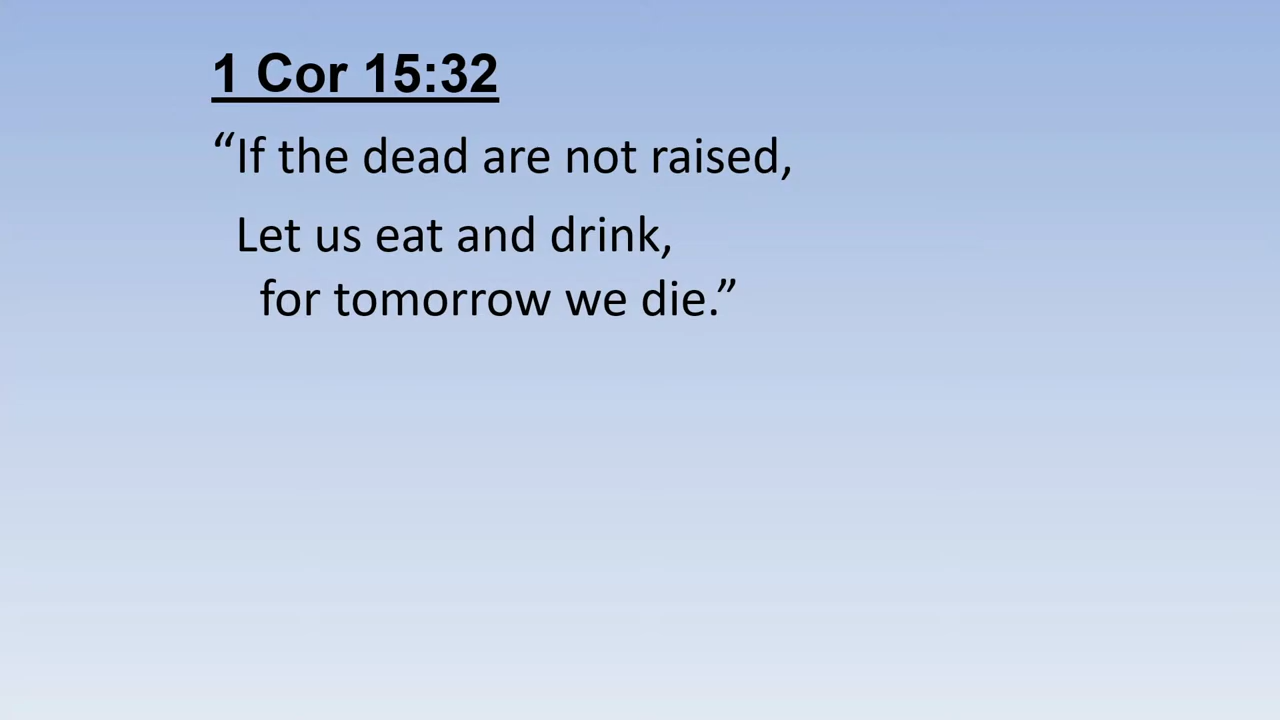 1 Cor 15:32
“If the dead are not raised,
Let us eat and drink,
for tomorrow we die.”